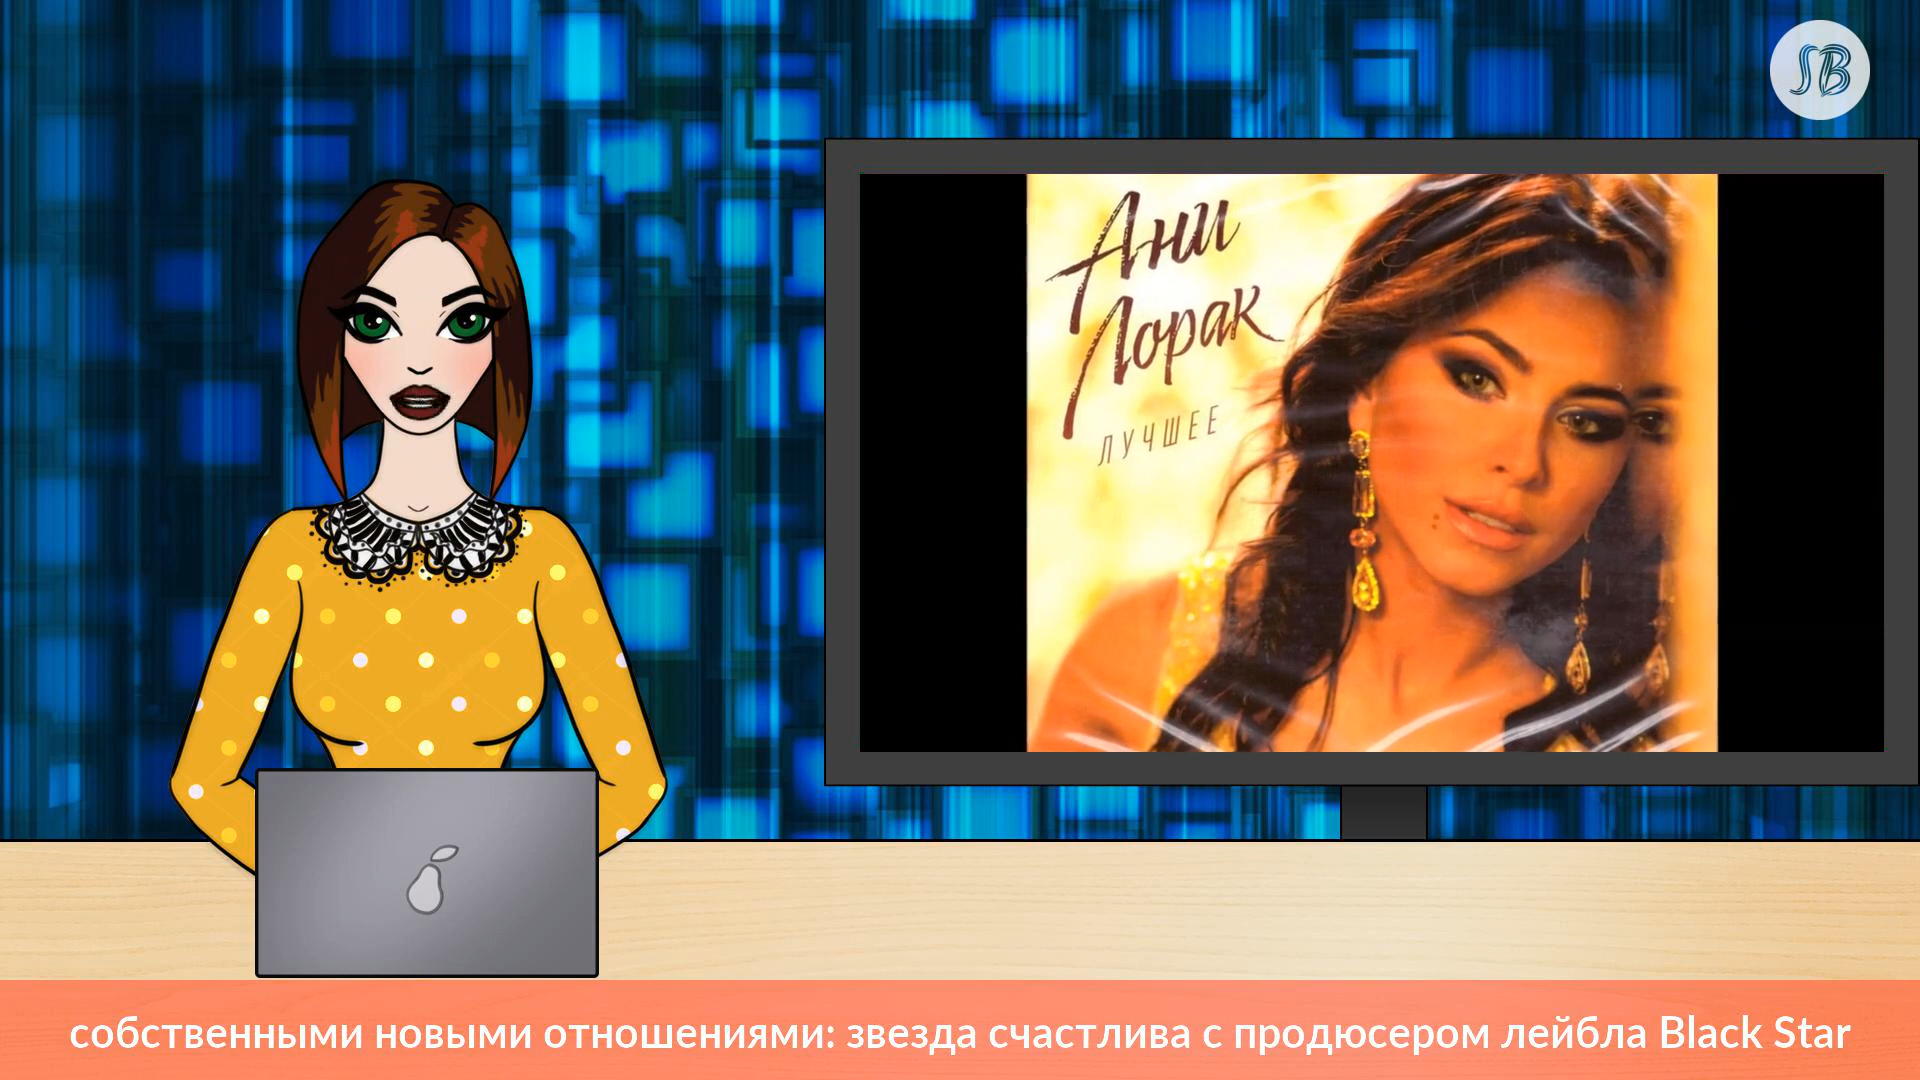 SB
Ани
Лорак
ЛУЧШЕЕ
собственными новыми отношениями: звезда счастлива с продюсером лейбла Black Star